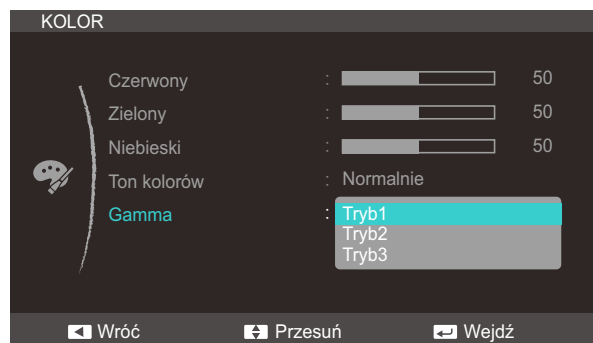 KOLOR
Czerwony : 50
Zielony : 50
Niebieski : 50
Ton kolorów : Normalnie
Gamma : Tryb1
Tryb2
Tryb3
Wróć Przesuń Wejdź